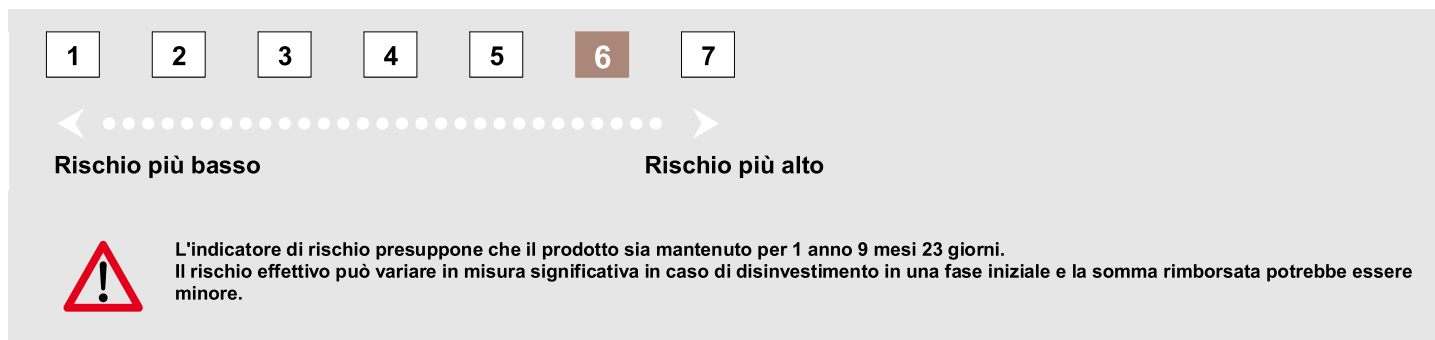 1 2 3 4 5 6 7
Rischio più basso Rischio più alto
L'indicatore di rischio presuppone che il prodotto sia mantenuto per 1 anno 9 mesi 23 giorni.
Il rischio effettivo può variare in misura significativa in caso di disinvestimento in una fase iniziale e la somma rimborsata potrebbe essere
minore.